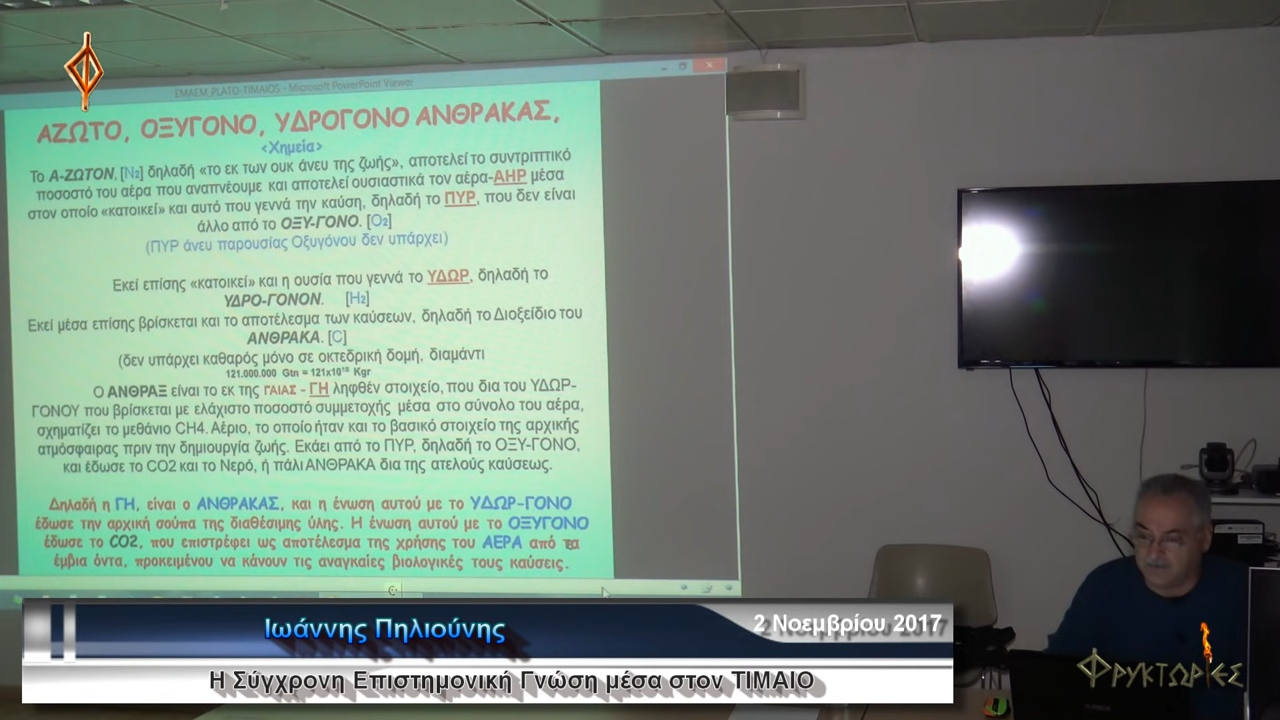 EMAEM_PLATO-TIMAIOS - Microsoft PowerPoint Viewer
ΑΖΩΤΟ, ΟΞΥΓΟΝΟ, ΥΔΡΟΓΟΝΟ ΑΝΘΡΑΚΑΣ,
<Χημεία>
Το Α-ΖΩΤΟΝ. [N2] δηλαδή «το εκ των ουκ άνευ της ζωής», αποτελεί το συντριπτικό
ποσοστό του αέρα που αναπνέουμε και αποτελεί ουσιαστικά τον αέρα-ΑΗΡ μέσα
στον οποίο «κατοικεί» και αυτό που γεννά την καύση, δηλαδή το ΠΥΡ, που δεν είναι
άλλο από το ΟΞΥ-ΓΟΝΟ. [O2]
(ΠΥΡ άνευ παρουσίας Οξυγόνου δεν υπάρχει)
Εκεί επίσης «κατοικεί» και η ουσία που γεννά το ΥΔΩΡ, δηλαδή το
ΥΔΡΟ-ΓΟΝΟΝ. [H2]
Εκεί μέσα επίσης βρίσκεται και το αποτέλεσμα των καύσεων, δηλαδή το Διοξείδιο του
ΑΝΘΡΑΚΑ. [C]
(δεν υπάρχει καθαρός μόνο σε οκτεδρική δομή, διαμάντι
121.000.000 Gtn = 121x10¹⁸ Kgr
Ο ΑΝΘΡΑΞ είναι το εκ της ΓΑΙΑΣ - ΓΗ ληφθέν στοιχείο, που δια του ΥΔΩΡ-
ΓΟΝΟΥ που βρίσκεται με ελάχιστο ποσοστό συμμετοχής μέσα στο σύνολο του αέρα,
σχηματίζει το μεθάνιο CH4. Αέριο, το οποίο ήταν και το βασικό στοιχείο της αρχικής
ατμόσφαιρας πριν την δημιουργία ζωής. Εκάει από το ΠΥΡ, δηλαδή το ΟΞΥ-ΓΟΝΟ,
και έδωσε το CO2 και το Νερό, ή πάλι ΑΝΘΡΑΚΑ δια της ατελούς καύσεως.
Δηλαδή η ΓΗ, είναι ο ΑΝΘΡΑΚΑΣ, και η ένωση αυτού με το ΥΔΩΡ-ΓΟΝΟ
έδωσε την αρχική σούπα της διαθέσιμης ύλης. Η ένωση αυτού με το ΟΞΥΓΟΝΟ
έδωσε το CO2, που επιστρέφει ως αποτέλεσμα της χρήσης του ΑΕΡΑ από τα
έμβια όντα, προκειμένου να κάνουν τις αναγκαίες βιολογικές τους καύσεις.
Ιωάννης Πηλιούνης
2 Νοεμβρίου 2017
Η Σύγχρονη Επιστημονική Γνώση μέσα στον ΤΙΜΑΙΟ
ΦΡΥΚΤΩΡΙΕΣ